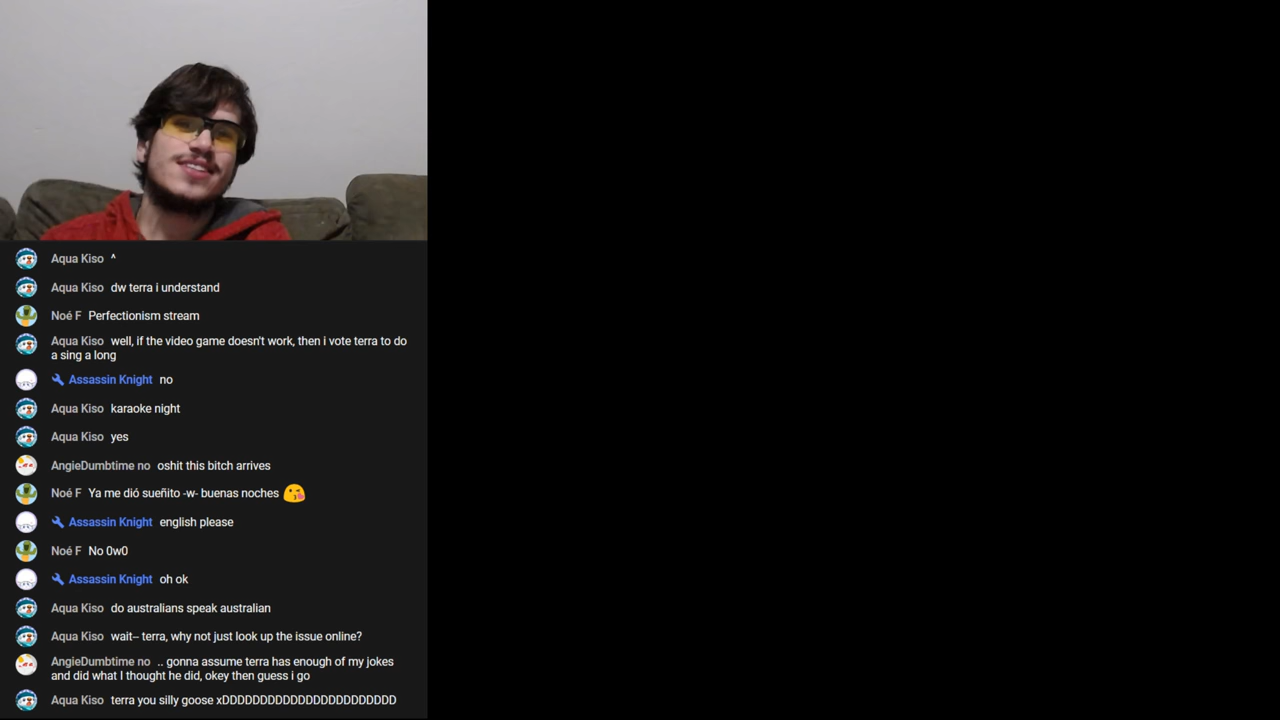 Aqua Kiso ^
Aqua Kiso dw terra i understand
Noé F Perfectionism stream
Aqua Kiso well, if the video game doesn't work, then i vote terra to do
a sing a long
Assassin Knight no
Aqua Kiso karaoke night
Aqua Kiso yes
AngieDumbtime no oshit this bitch arrives
Noé F Ya me dió sueñito -w- buenas noches 😘
Assassin Knight english please
Noé F No 0w0
Assassin Knight oh ok
Aqua Kiso do australians speak australian
Aqua Kiso wait-- terra, why not just look up the issue online?
AngieDumbtime no .. gonna assume terra has enough of my jokes
and did what I thought he did, okey then guess i go
Aqua Kiso terra you silly goose xDDDDDDDDDDDDDDDDDDDDDDD